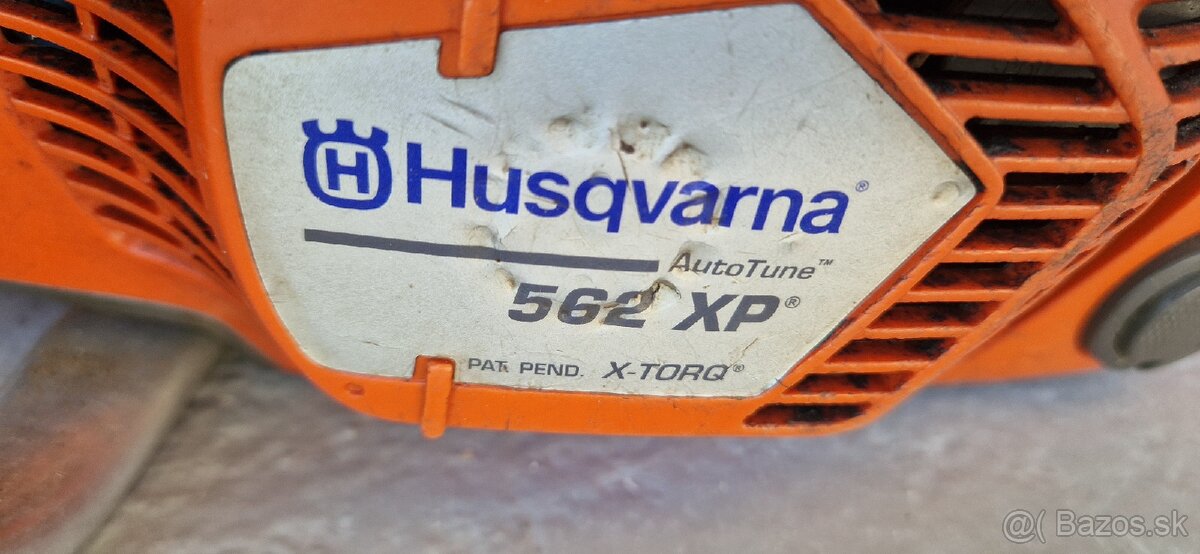 H Husqvarna®
AutoTune™
562 XP®
PAT. PEND. X-TORQ®
@( Bazos.sk